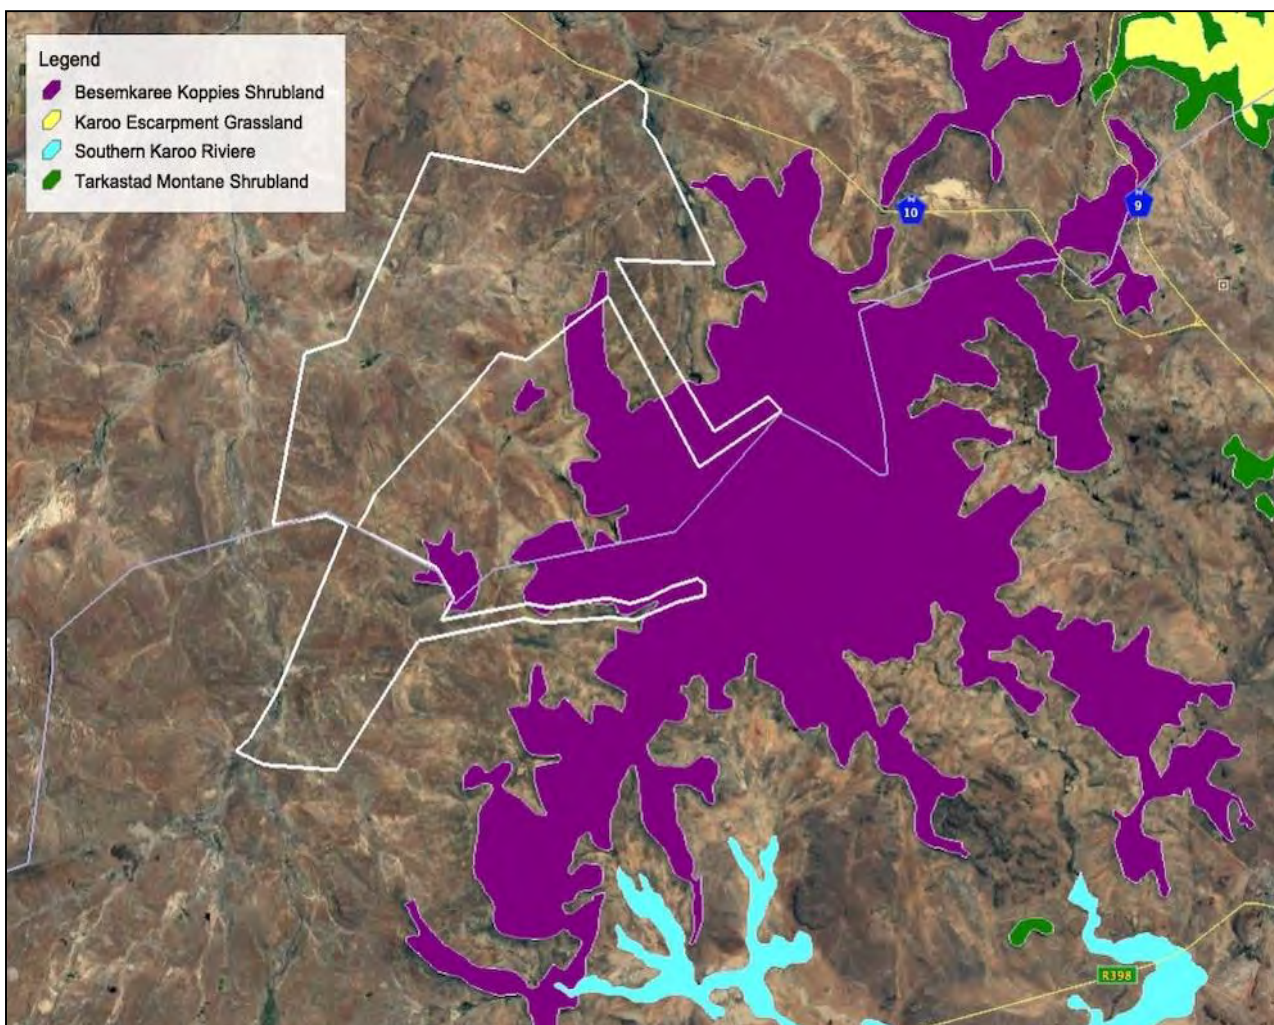 Legend
Besemkaree Koppies Shrubland
Karoo Escarpment Grassland
Southern Karoo Riviere
Tarkastad Montane Shrubland
N
10
N
9
R398